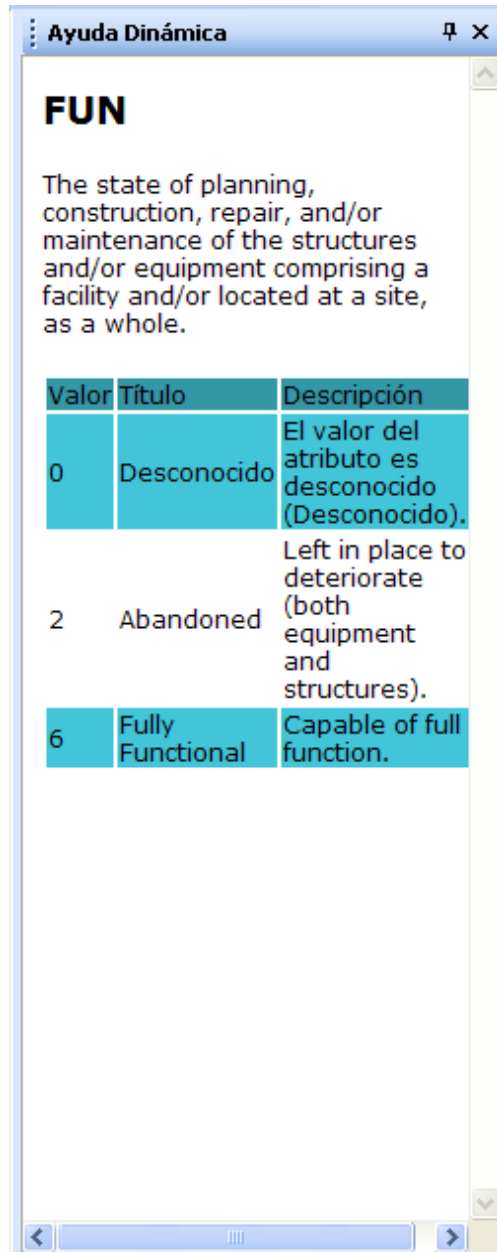 Ayuda Dinámica
FUN
The state of planning,
construction, repair, and/or
maintenance of the structures
and/or equipment comprising a
facility and/or located at a site,
as a whole.
Valor Título Descripción
0 Desconocido El valor del
atributo es
desconocido
(Desconocido).
2 Abandoned Left in place to
deteriorate
(both
equipment
and
structures).
6 Fully
Functional Capable of full
function.